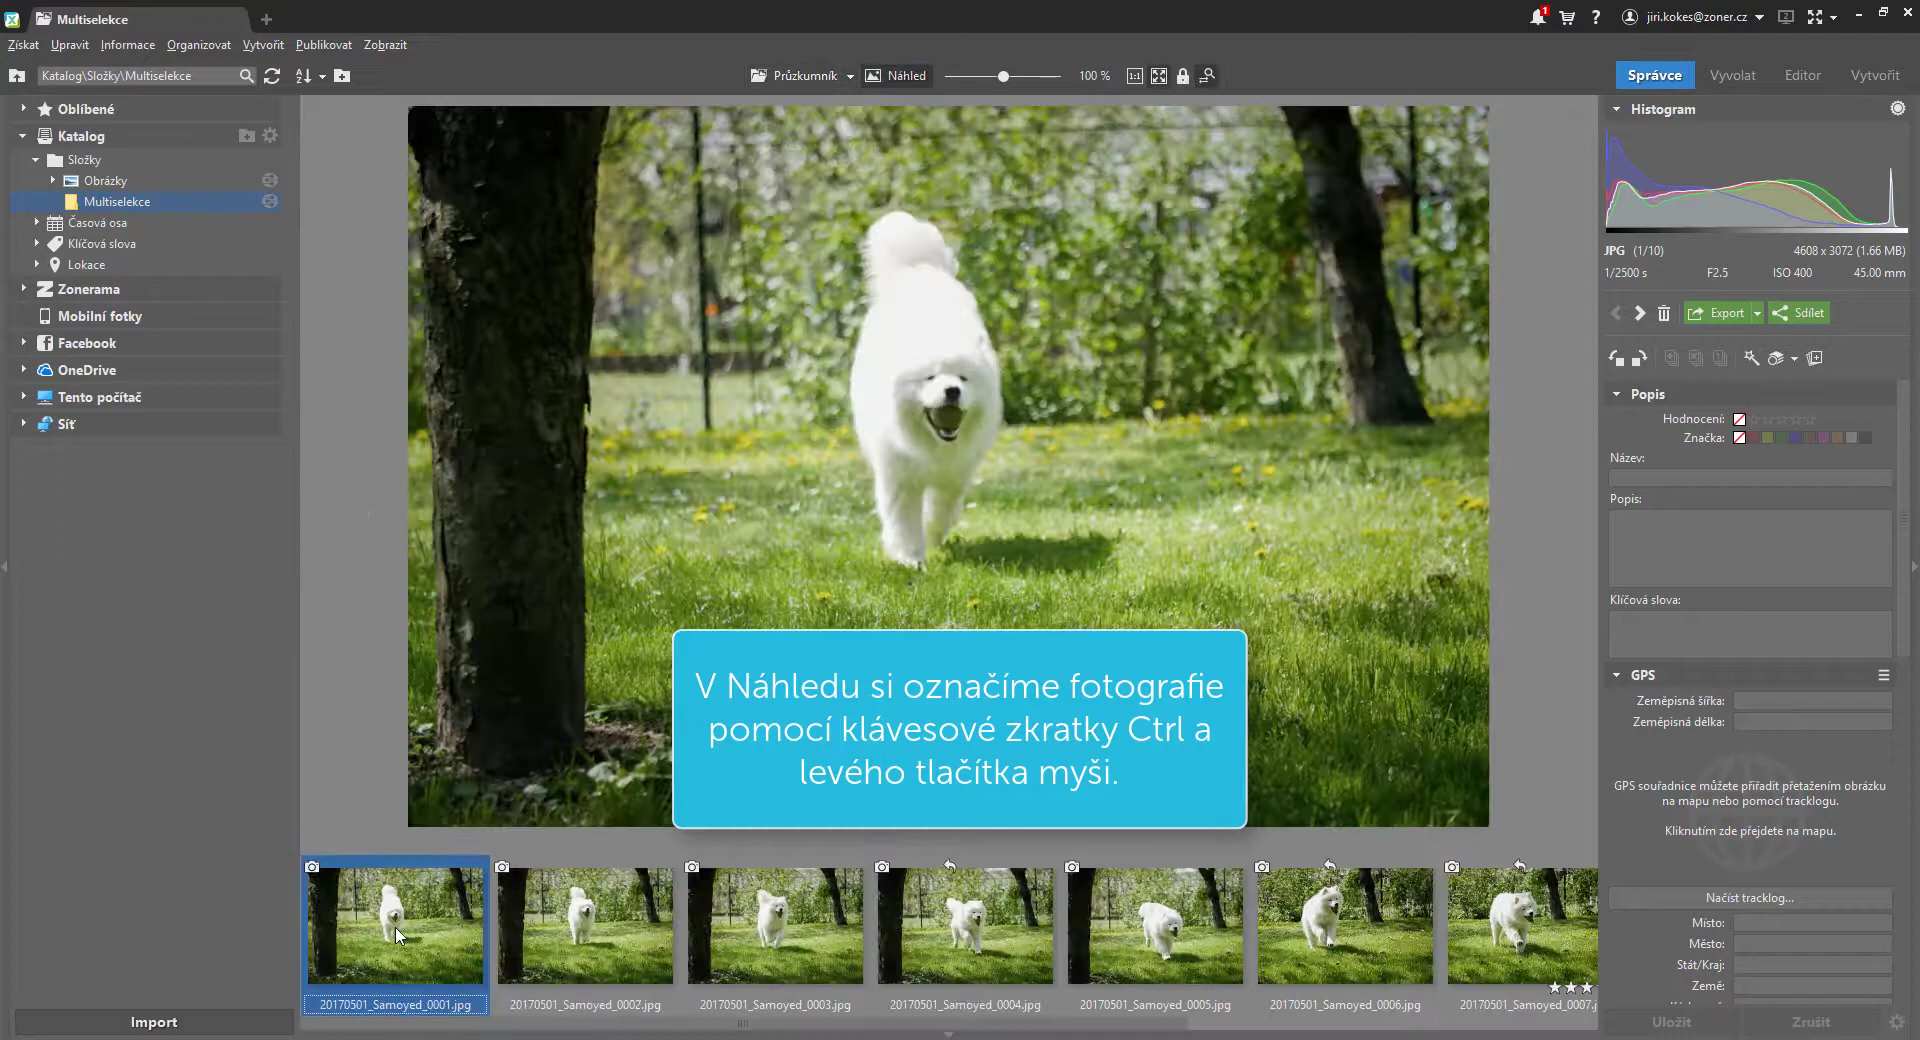 Multiselekce
1
jiri.kokes@zoner.cz
2
Získat Upravit Informace Organizovat Vytvořit Publikovat Zobrazit
Katalog\Složky\Multiselekce
Průzkumník
Náhled
100 %
1:1
Správce
Vyvolat
Editor
Vytvořit
Oblíbené
Katalog
Složky
Obrázky
Multiselekce
Časová osa
Klíčová slova
Lokace
Zonerama
Mobilní fotky
Facebook
OneDrive
Tento počítač
Síť
Import
V Náhledu si označíme fotografie
pomocí klávesové zkratky Ctrl a
levého tlačítka myši.
20170501_Samoyed_0001.jpg
20170501_Samoyed_0002.jpg
20170501_Samoyed_0003.jpg
20170501_Samoyed_0004.jpg
20170501_Samoyed_0005.jpg
20170501_Samoyed_0006.jpg
20170501_Samoyed_0007.j
Histogram
JPG (1/10) 4608 x 3072 (1.66 MB)
1/2500 s F2.5 ISO 400 45.00 mm
Export
Sdílet
Popis
Hodnocení:
Značka:
Název:
Popis:
Klíčová slova:
GPS
Zeměpisná šířka:
Zeměpisná délka:
GPS souřadnice můžete přiřadit přetažením obrázku
na mapu nebo pomocí tracklogu.
Kliknutím zde přejdete na mapu.
Načíst tracklog...
Místo:
Město:
Stát/Kraj:
Země:
Uložit
Zrušit